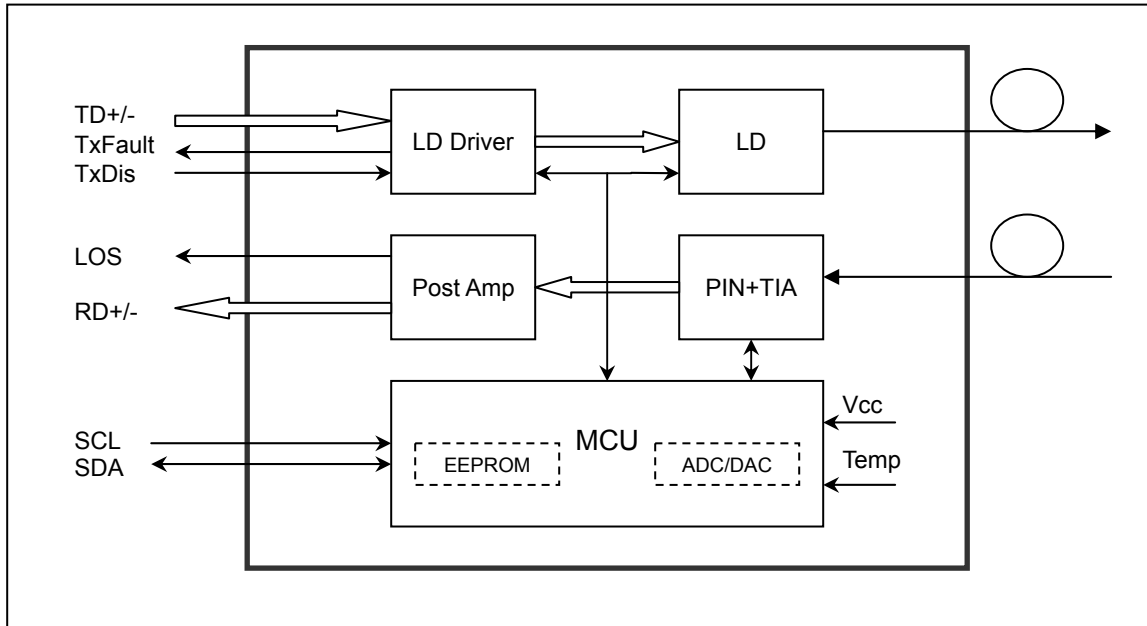 TD+/-
TxFault
TxDis
LD Driver
LD
LOS
RD+/-
Post Amp
PIN+TIA
SCL
SDA
MCU
EEPROM
ADC/DAC
Vcc
Temp